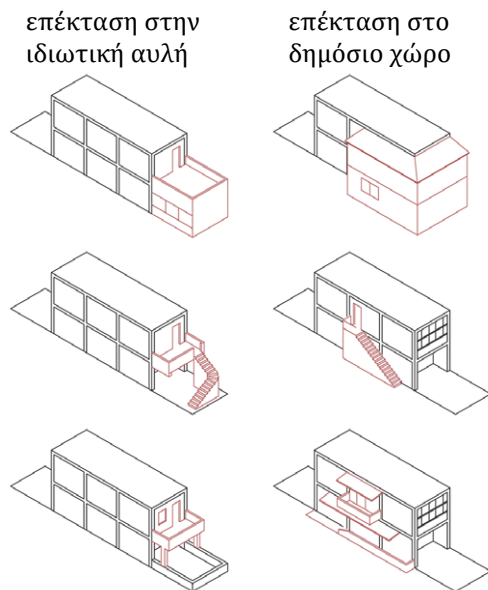 επέκταση στην
ιδιωτική αυλή
επέκταση στο
δημόσιο χώρο